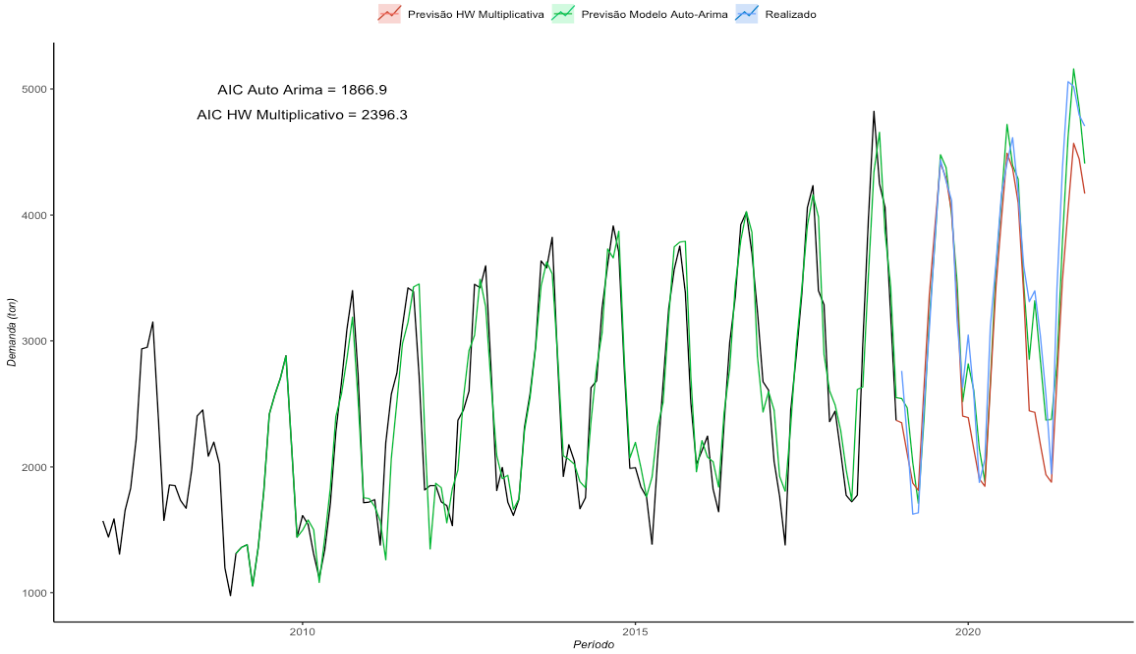 Previsão HW Multiplicativa Previsão Modelo Auto-Arima Realizado
AIC Auto Arima = 1866.9
AIC HW Multiplicativo = 2396.3
5000
4000
3000
2000
1000
Demanda (ton)
2010 2015 2020
Período